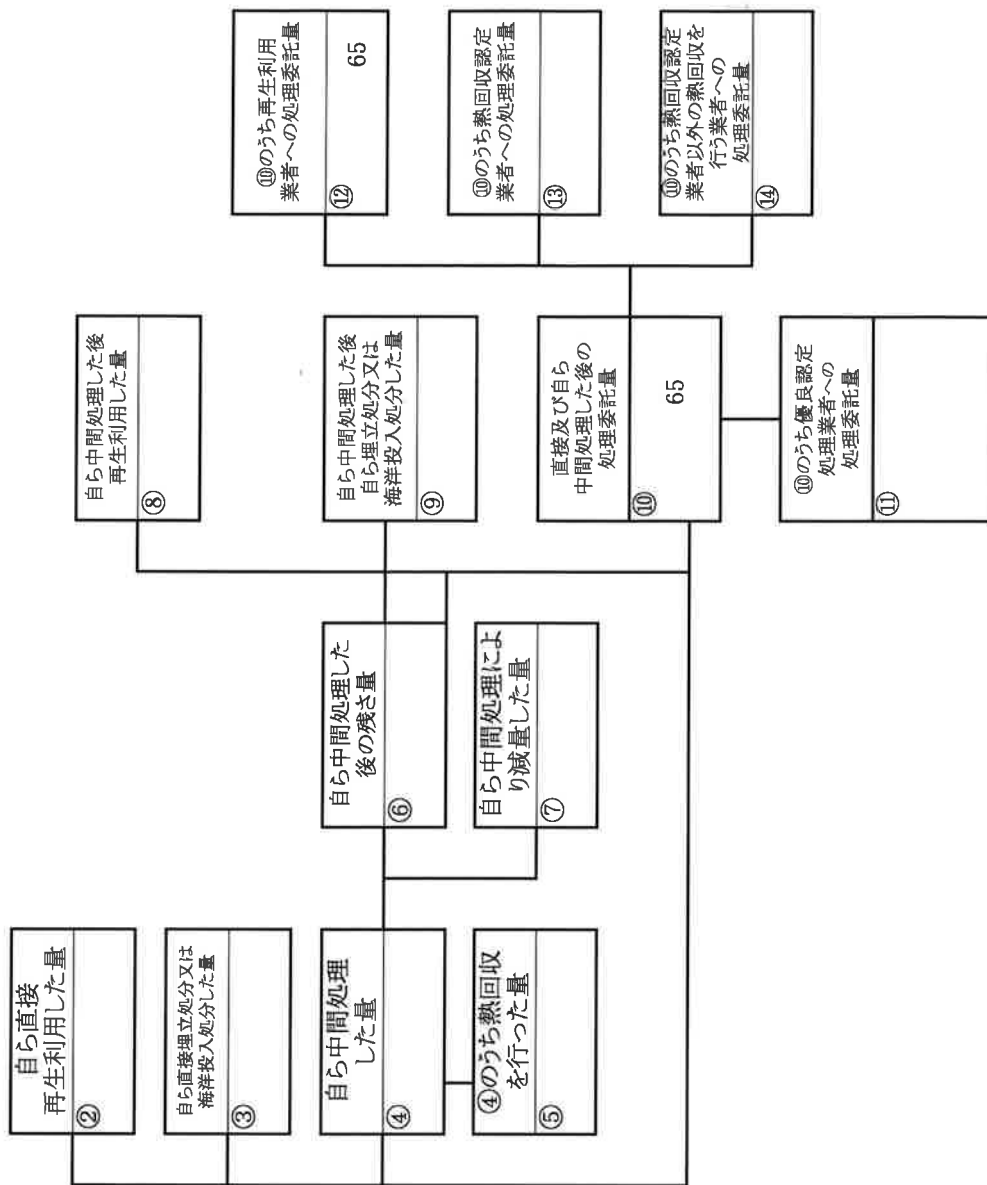 自ら直接
再生利用した量
②
自ら直接埋立処分又は
海洋投入処分した量
③
自ら中間処理
した量
④
④のうち熱回収
を行った量
⑤
自ら中間処理した
後の残さ量
⑥
自ら中間処理によ
り減量した量
⑦
自ら中間処理した後
再生利用した量
⑧
自ら中間処理した後
自ら埋立処分又は
海洋投入処分した量
⑨
直接及び自ら
中間処理した後の
処理委託量
⑩
65
⑩のうち優良認定
処理業者への
処理委託量
⑪
⑩のうち再生利用
業者への処理委託量
⑫
65
⑩のうち熱回収認定
業者への処理委託量
⑬
⑩のうち熱回収認定
業者以外の熱回収を
行う業者への
処理委託量
⑭